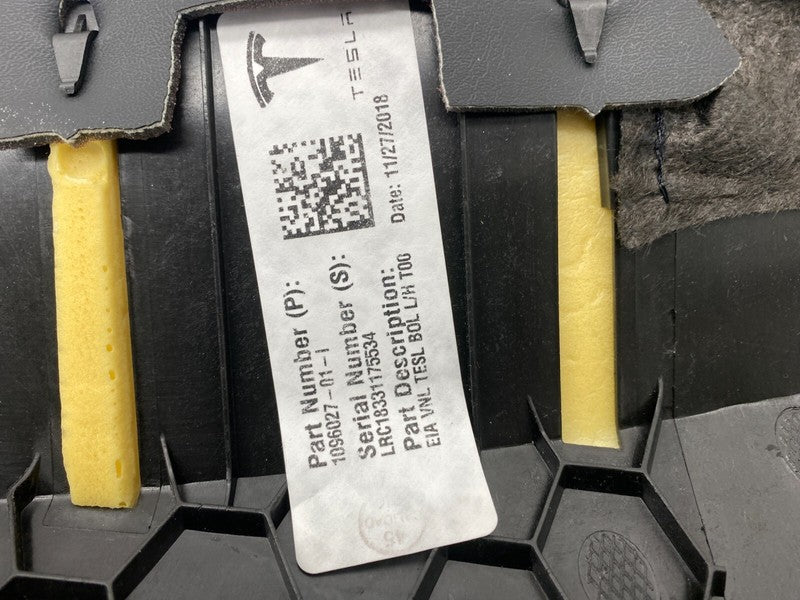 TESLA
Date: 11/27/2018
Part Number (P):
1096027-01-I
Serial Number (S):
LRC18331175534
Part Description:
EIA VNL TESL BOL L/H T00